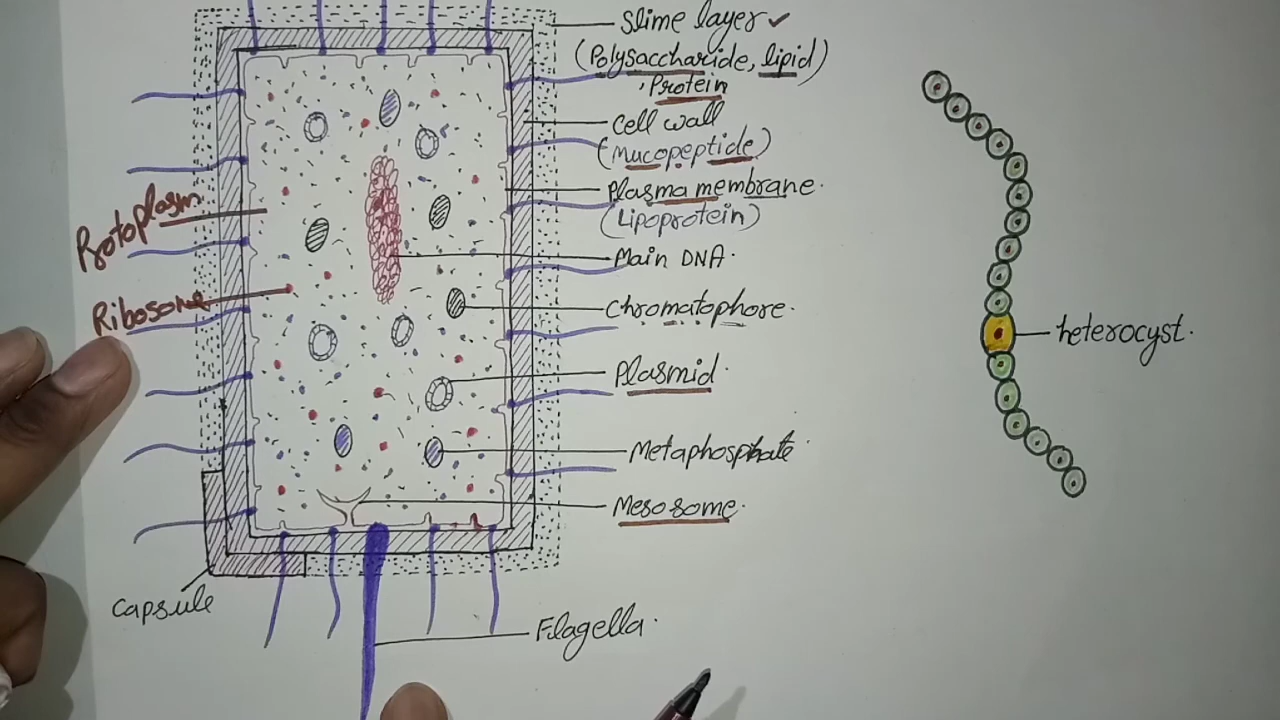 Slime layer
(Polysaccharide, lipid)
, Protein
Cell wall
(Mucopeptide)
Plasma membrane.
(Lipoprotein)
Protoplasm
Main DNA.
Ribosome
Chromatophore.
heterocyst.
Plasmid.
Metaphosphate.
Mesosome.
Capsule
Filagella.